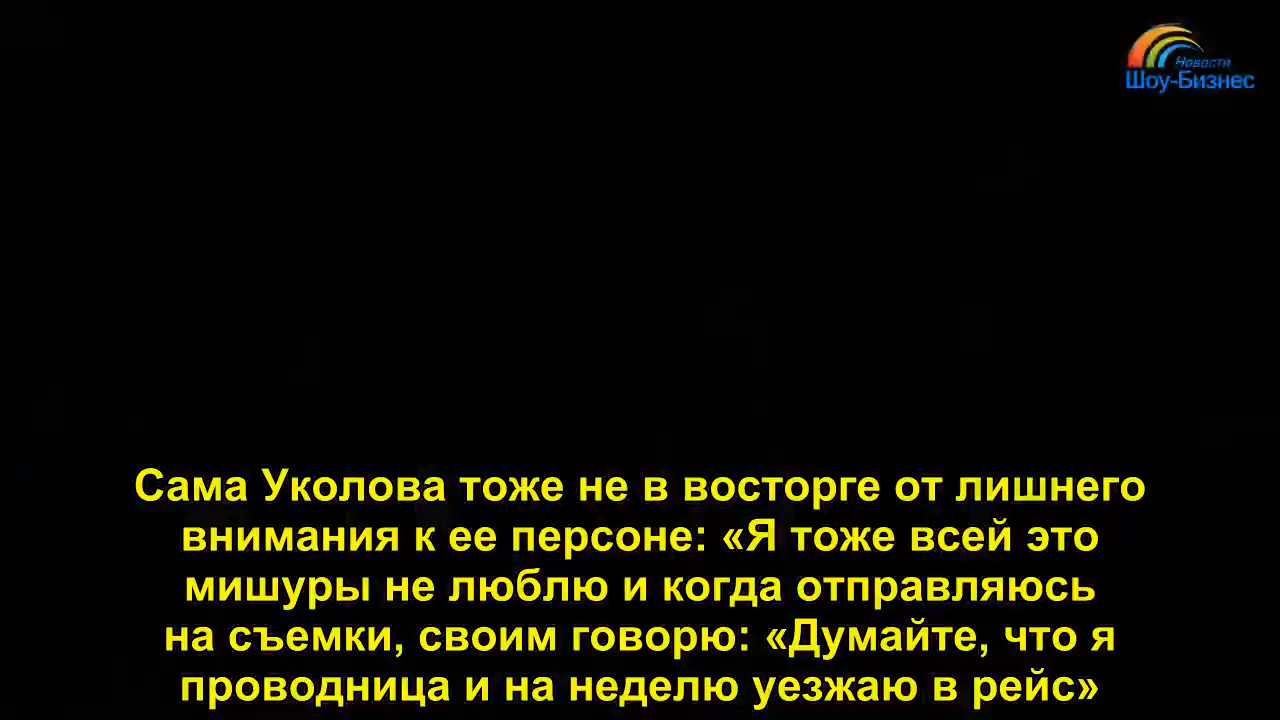 Новости
Шоу-Бизнес
Сама Уколова тоже не в восторге от лишнего
внимания к ее персоне: «Я тоже всей это
мишуры не люблю и когда отправляюсь
на съемки, своим говорю: «Думайте, что я
проводница и на неделю уезжаю в рейс»